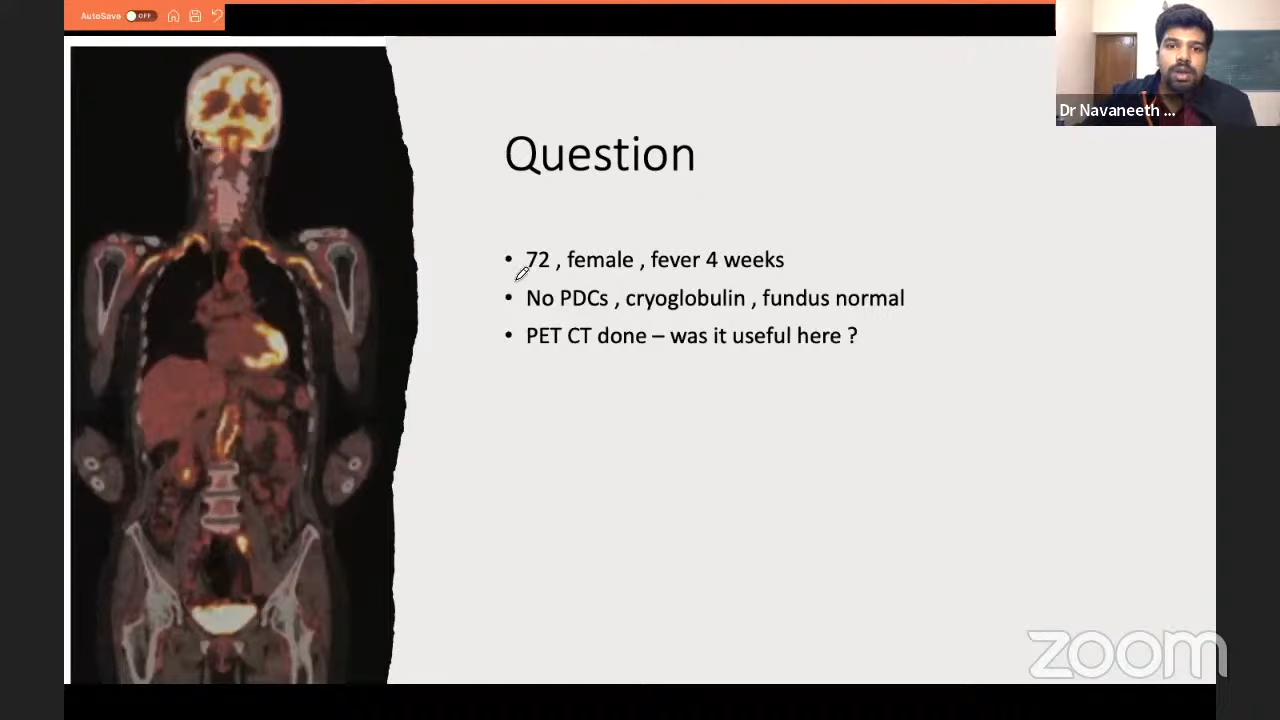 AutoSave OFF
Dr Navaneeth ...
Question
• 72 , female , fever 4 weeks
• No PDCs , cryoglobulin , fundus normal
• PET CT done – was it useful here ?
zoom